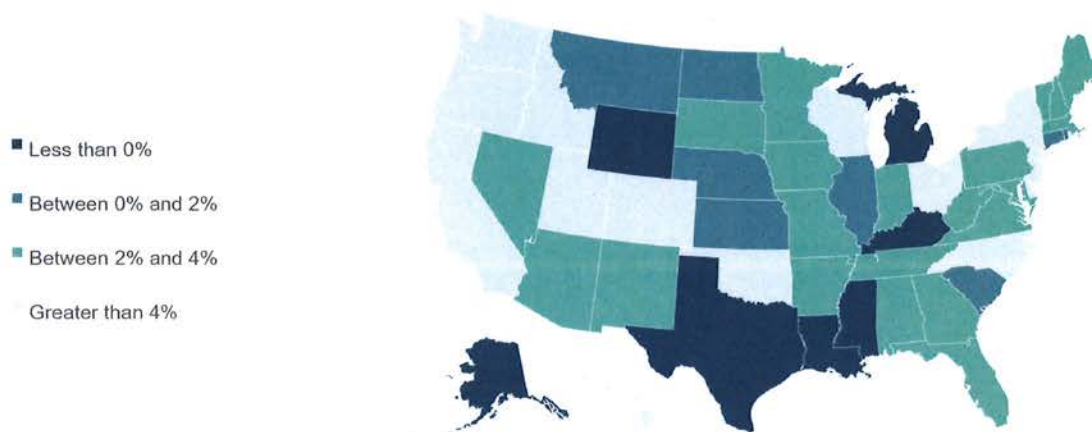 Less than 0%
Between 0% and 2%
Between 2% and 4%
Greater than 4%